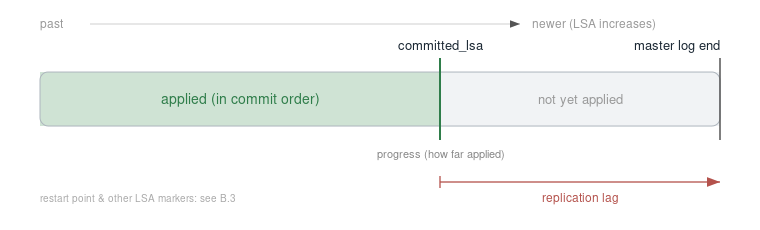 past
newer (LSA increases)
committed_lsa
master log end
applied (in commit order)
not yet applied
progress (how far applied)
restart point & other LSA markers: see B.3
replication lag